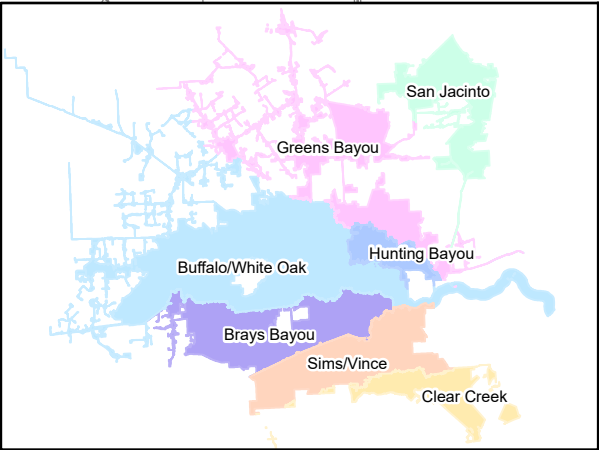 San Jacinto
Greens Bayou
Hunting Bayou
Buffalo/White Oak
Brays Bayou
Sims/Vince
Clear Creek